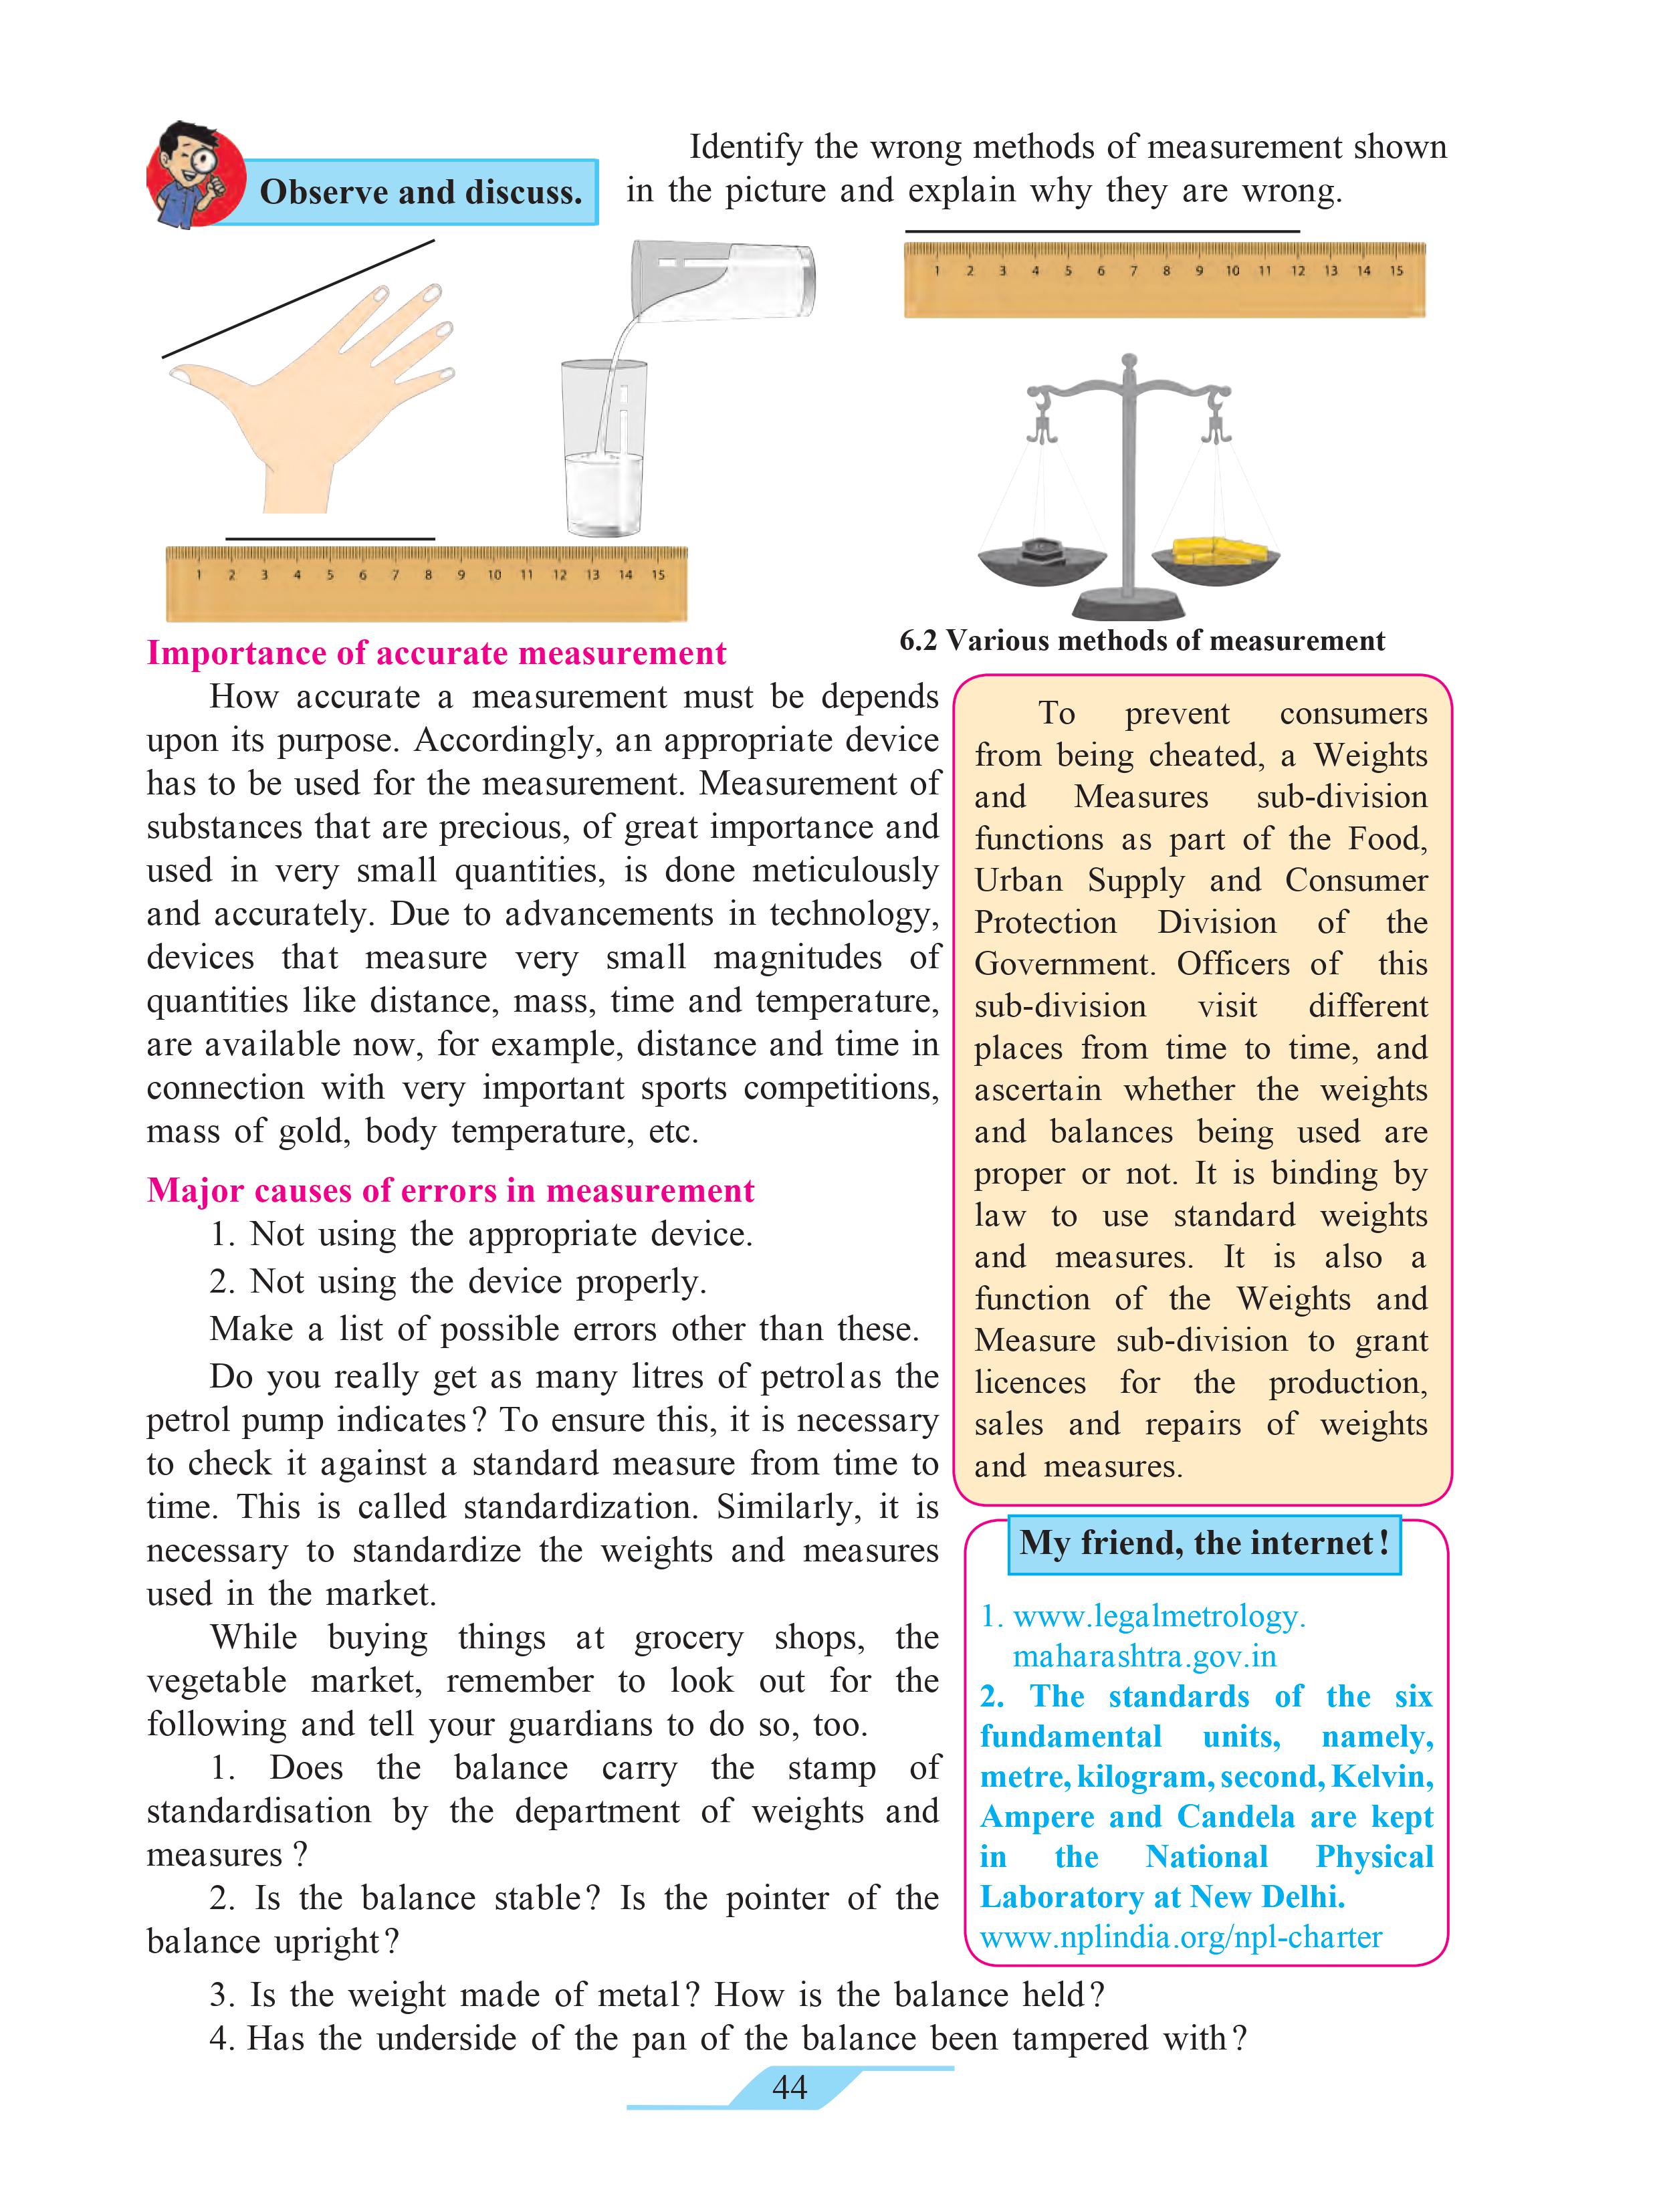 Observe and discuss.
Identify the wrong methods of measurement shown
in the picture and explain why they are wrong.
1 2 3 4 5 6 7 8 9 10 11 12 13 14 15
1 2 3 4 5 6 7 8 9 10 11 12 13 14 15
6.2 Various methods of measurement
Importance of accurate measurement
How accurate a measurement must be depends
upon its purpose. Accordingly, an appropriate device
has to be used for the measurement. Measurement of
substances that are precious, of great importance and
used in very small quantities, is done meticulously
and accurately. Due to advancements in technology,
devices that measure very small magnitudes of
quantities like distance, mass, time and temperature,
are available now, for example, distance and time in
connection with very important sports competitions,
mass of gold, body temperature, etc.
Major causes of errors in measurement
1. Not using the appropriate device.
2. Not using the device properly.
Make a list of possible errors other than these.
Do you really get as many litres of petrol as the
petrol pump indicates? To ensure this, it is necessary
to check it against a standard measure from time to
time. This is called standardization. Similarly, it is
necessary to standardize the weights and measures
used in the market.
While buying things at grocery shops, the
vegetable market, remember to look out for the
following and tell your guardians to do so, too.
1. Does the balance carry the stamp of
standardisation by the department of weights and
measures ?
2. Is the balance stable? Is the pointer of the
balance upright?
3. Is the weight made of metal? How is the balance held?
4. Has the underside of the pan of the balance been tampered with?
To prevent consumers
from being cheated, a Weights
and Measures sub-division
functions as part of the Food,
Urban Supply and Consumer
Protection Division of the
Government. Officers of this
sub-division visit different
places from time to time, and
ascertain whether the weights
and balances being used are
proper or not. It is binding by
law to use standard weights
and measures. It is also a
function of the Weights and
Measure sub-division to grant
licences for the production,
sales and repairs of weights
and measures.
My friend, the internet!
1. www.legalmetrology.
maharashtra.gov.in
2. The standards of the six
fundamental units, namely,
metre, kilogram, second, Kelvin,
Ampere and Candela are kept
in the National Physical
Laboratory at New Delhi.
www.nplindia.org/npl-charter
44